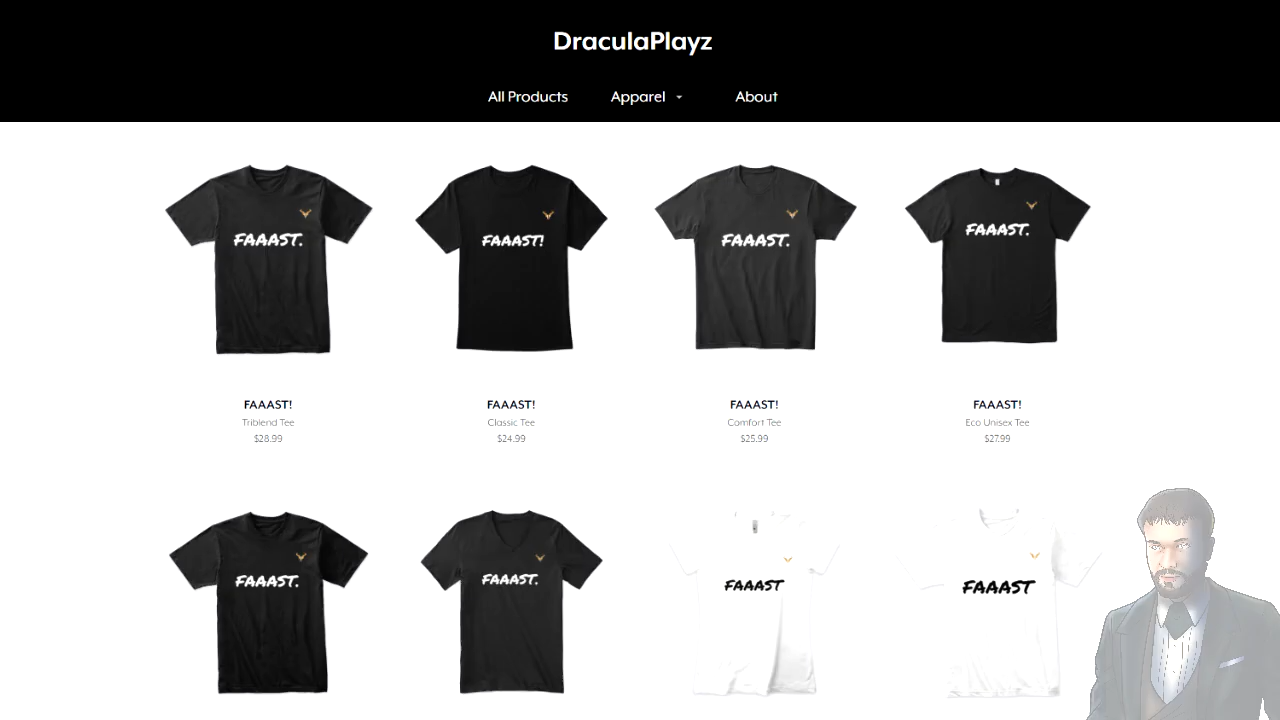 DraculaPlayz
All Products Apparel About
FAAAST. FAAAST! FAAAST. FAAAST.
FAAAST! FAAAST! FAAAST! FAAAST!
Triblend Tee Classic Tee Comfort Tee Eco Unisex Tee
$28.99 $24.99 $25.99 $27.99
FAAAST. FAAAST. FAAAST FAAAST